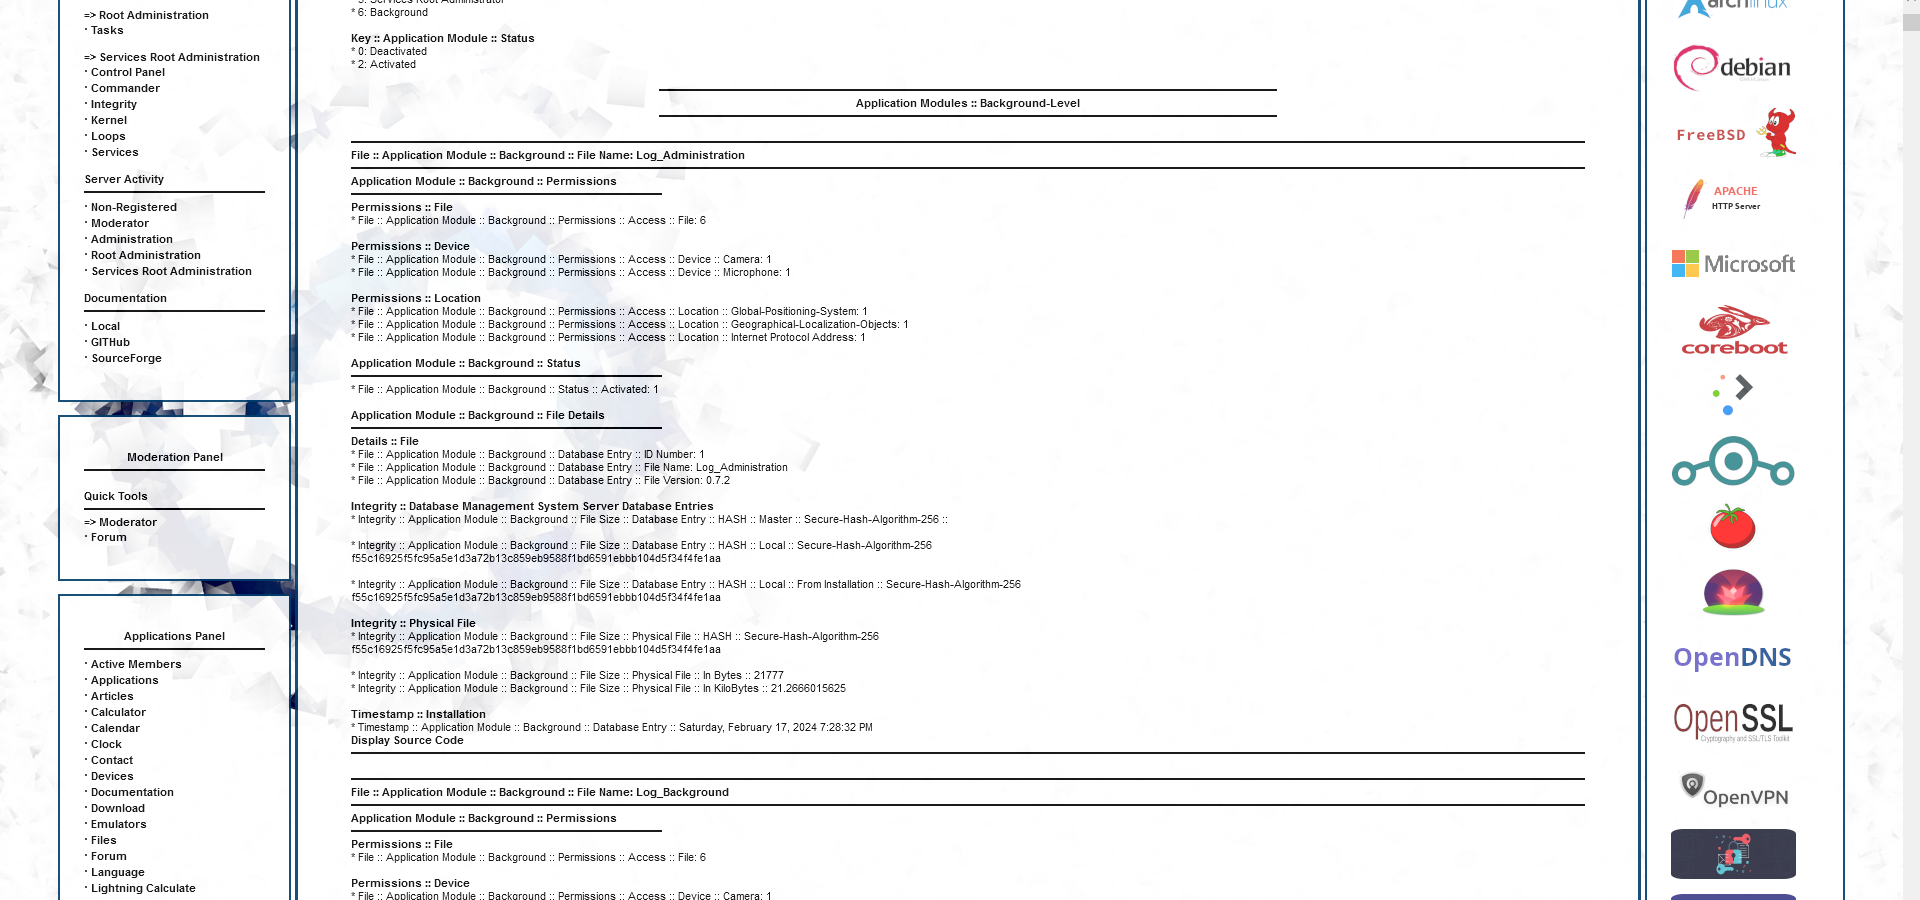 => Root Administration
· Tasks
=> Services Root Administration
· Control Panel
· Commander
· Integrity
· Kernel
· Loops
· Services
Server Activity
· Non-Registered
· Moderator
· Administration
· Root Administration
· Services Root Administration
Documentation
· Local
· GITHub
· SourceForge
Moderation Panel
Quick Tools
=> Moderator
· Forum
Applications Panel
· Active Members
· Applications
· Articles
· Calculator
· Calendar
· Clock
· Contact
· Devices
· Documentation
· Download
· Emulators
· Files
· Forum
· Language
· Lightning Calculate
* 5: Services Root Administrator
* 6: Background
Key :: Application Module :: Status
* 0: Deactivated
* 2: Activated
Application Modules :: Background-Level
File :: Application Module :: Background :: File Name: Log_Administration
Application Module :: Background :: Permissions
Permissions :: File
* File :: Application Module :: Background :: Permissions :: Access :: File: 6
Permissions :: Device
* File :: Application Module :: Background :: Permissions :: Access :: Device :: Camera: 1
* File :: Application Module :: Background :: Permissions :: Access :: Device :: Microphone: 1
Permissions :: Location
* File :: Application Module :: Background :: Permissions :: Access :: Location :: Global-Positioning-System: 1
* File :: Application Module :: Background :: Permissions :: Access :: Location :: Geographical-Localization-Objects: 1
* File :: Application Module :: Background :: Permissions :: Access :: Location :: Internet Protocol Address: 1
Application Module :: Background :: Status
* File :: Application Module :: Background :: Status :: Activated: 1
Application Module :: Background :: File Details
Details :: File
* File :: Application Module :: Background :: Database Entry :: ID Number: 1
* File :: Application Module :: Background :: Database Entry :: File Name: Log_Administration
* File :: Application Module :: Background :: Database Entry :: File Version: 0.7.2
Integrity :: Database Management System Server Database Entries
* Integrity :: Application Module :: Background :: File Size :: Database Entry :: HASH :: Master :: Secure-Hash-Algorithm-256 ::
* Integrity :: Application Module :: Background :: File Size :: Database Entry :: HASH :: Local :: Secure-Hash-Algorithm-256
f55c16925f5fc95a5e1d3a72b13c859eb9588f1bd6591ebbb104d5f34f4fe1aa
* Integrity :: Application Module :: Background :: File Size :: Database Entry :: HASH :: Local :: From Installation :: Secure-Hash-Algorithm-256
f55c16925f5fc95a5e1d3a72b13c859eb9588f1bd6591ebbb104d5f34f4fe1aa
Integrity :: Physical File
* Integrity :: Application Module :: Background :: File Size :: Physical File :: HASH :: Secure-Hash-Algorithm-256
f55c16925f5fc95a5e1d3a72b13c859eb9588f1bd6591ebbb104d5f34f4fe1aa
* Integrity :: Application Module :: Background :: File Size :: Physical File :: In Bytes :: 21777
* Integrity :: Application Module :: Background :: File Size :: Physical File :: In KiloBytes :: 21.2666015625
Timestamp :: Installation
* Timestamp :: Application Module :: Background :: Database Entry :: Saturday, February 17, 2024 7:28:32 PM
Display Source Code
File :: Application Module :: Background :: File Name: Log_Background
Application Module :: Background :: Permissions
Permissions :: File
* File :: Application Module :: Background :: Permissions :: Access :: File: 6
Permissions :: Device
* File :: Application Module :: Background :: Permissions :: Access :: Device :: Camera: 1
archlinux
debian
FreeBSD
APACHE
HTTP Server
Microsoft
coreboot
OpenDNS
OpenSSL
Cryptography and SSL/TLS Toolkit
OpenVPN